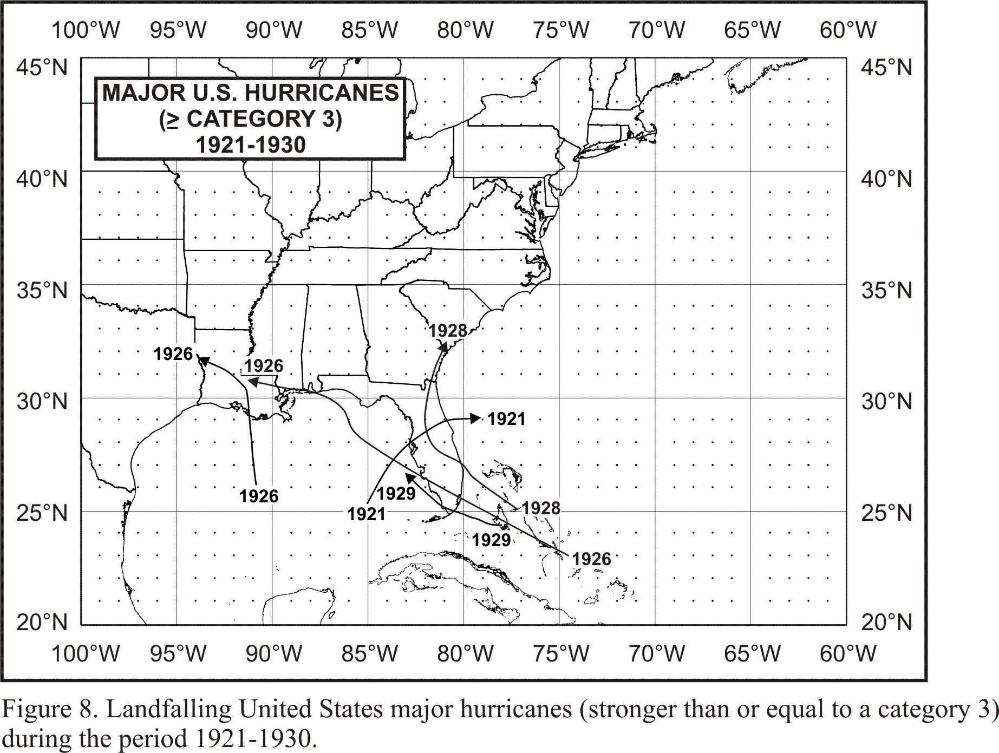 100°W 95°W 90°W 85°W 80°W 75°W 70°W 65°W 60°W
45°N 45°N
MAJOR U.S. HURRICANES
(≥ CATEGORY 3)
1921-1930
40°N 40°N
35°N 35°N
1928
1926
1926
30°N 30°N
1921
1929
1926
1928
25°N 1921 25°N
1929
1926
20°N 20°N
100°W 95°W 90°W 85°W 80°W 75°W 70°W 65°W 60°W
Figure 8. Landfalling United States major hurricanes (stronger than or equal to a category 3)
during the period 1921-1930.